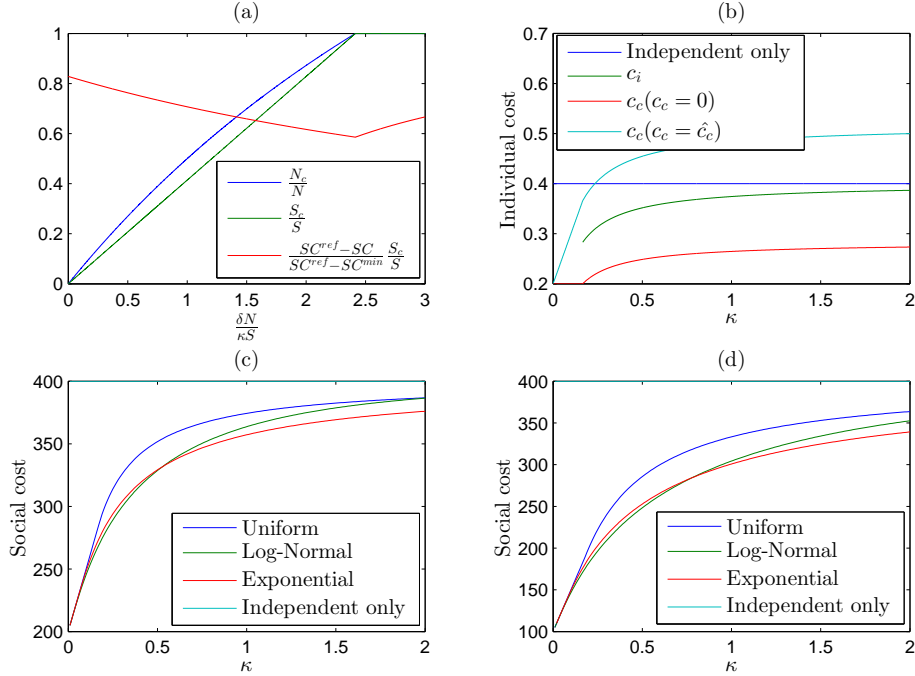 (a)
1
0.8
0.6
0.4
0.2
0
0 0.5 1 1.5 2 2.5 3
N_c/N
S_c/S
(SC^{ref}−SC)/(SC^{ref}−SC^{min}) S_c/S
δN/κS
(b)
Individual cost
0.7
0.6
0.5
0.4
0.3
0.2
0 0.5 1 1.5 2
κ
Independent only
c_i
c_c(c_c = 0)
c_c(c_c = ĉ_c)
(c)
Social cost
400
350
300
250
200
0 0.5 1 1.5 2
κ
Uniform
Log-Normal
Exponential
Independent only
(d)
Social cost
400
350
300
250
200
150
100
0 0.5 1 1.5 2
κ
Uniform
Log-Normal
Exponential
Independent only